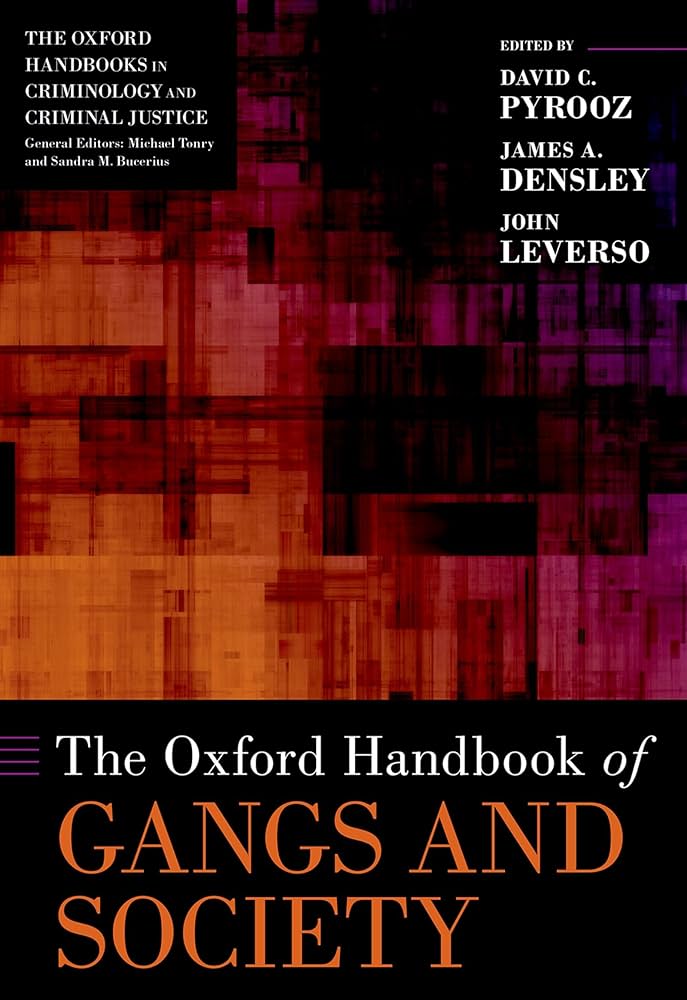 THE OXFORD
HANDBOOKS IN
CRIMINOLOGY AND
CRIMINAL JUSTICE
General Editors: Michael Tonry
and Sandra M. Bucerius
EDITED BY
DAVID C.
PYROOZ
JAMES A.
DENSLEY
JOHN
LEVERSO
The Oxford Handbook of
GANGS AND
SOCIETY